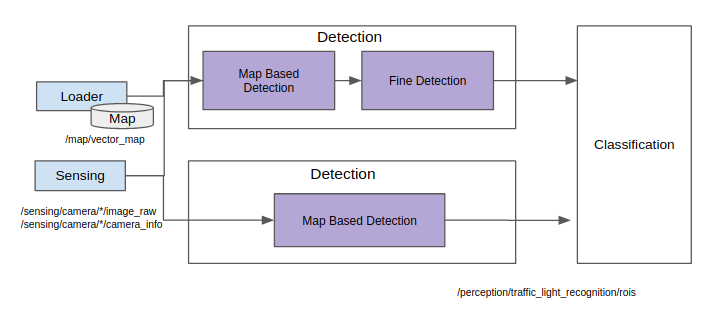 Detection
Map Based
Detection
Fine Detection
Loader
Map
/map/vector_map
Classification
Detection
Sensing
/sensing/camera/*/image_raw
/sensing/camera/*/camera_info
Map Based Detection
/perception/traffic_light_recognition/rois